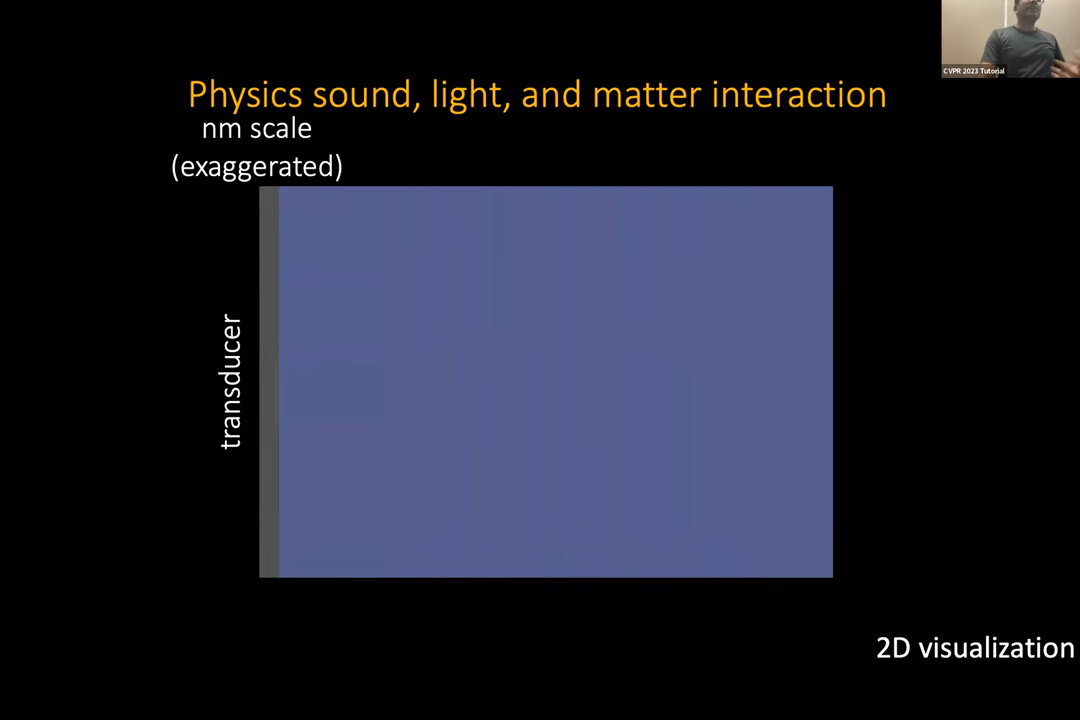 CVPR 2023 Tutorial
Physics sound, light, and matter interaction
nm scale
(exaggerated)
transducer
2D visualization